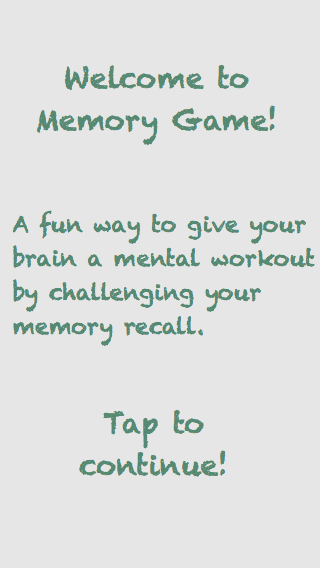 Welcome to
Memory Game!
A fun way to give your
brain a mental workout
by challenging your
memory recall.
Tap to
continue!